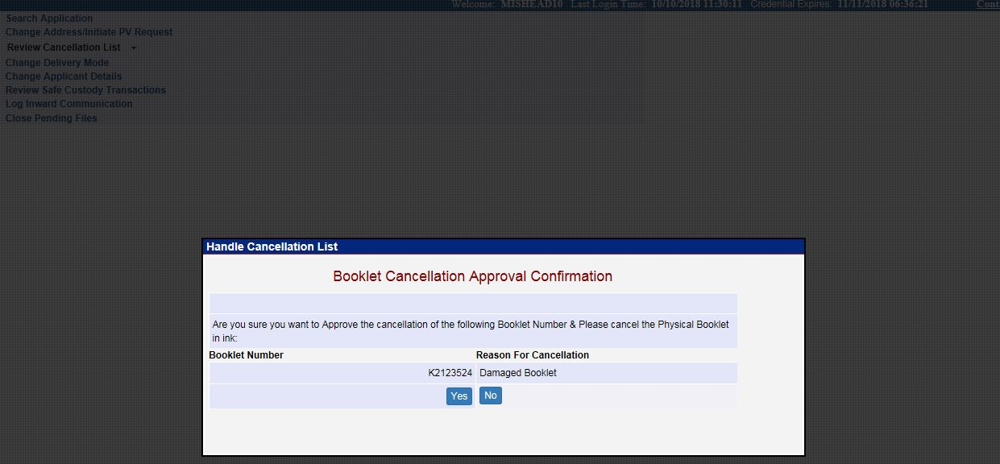 Welcome: MISHEAD10 Last Login Time: 10/10/2018 11:30:11 Credential Expires: 11/11/2018 06:36:21 Cont
Search Application
Change Address/Initiate PV Request
Review Cancellation List
Change Delivery Mode
Change Applicant Details
Review Safe Custody Transactions
Log Inward Communication
Close Pending Files
Handle Cancellation List
Booklet Cancellation Approval Confirmation
Are you sure you want to Approve the cancellation of the following Booklet Number & Please cancel the Physical Booklet
in ink:
Booklet Number Reason For Cancellation
K2123524 Damaged Booklet
Yes No